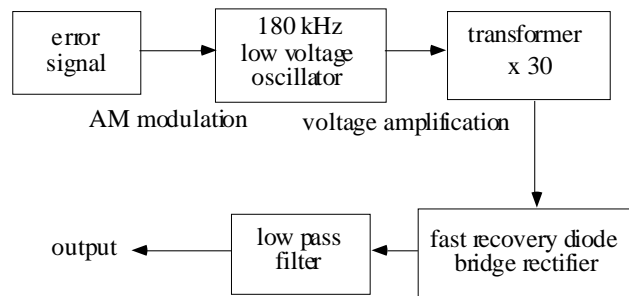 error
signal
180 kHz
low voltage
oscillator
transformer
x 30
AM modulation
voltage amplification
output
low pass
filter
fast recovery diode
bridge rectifier